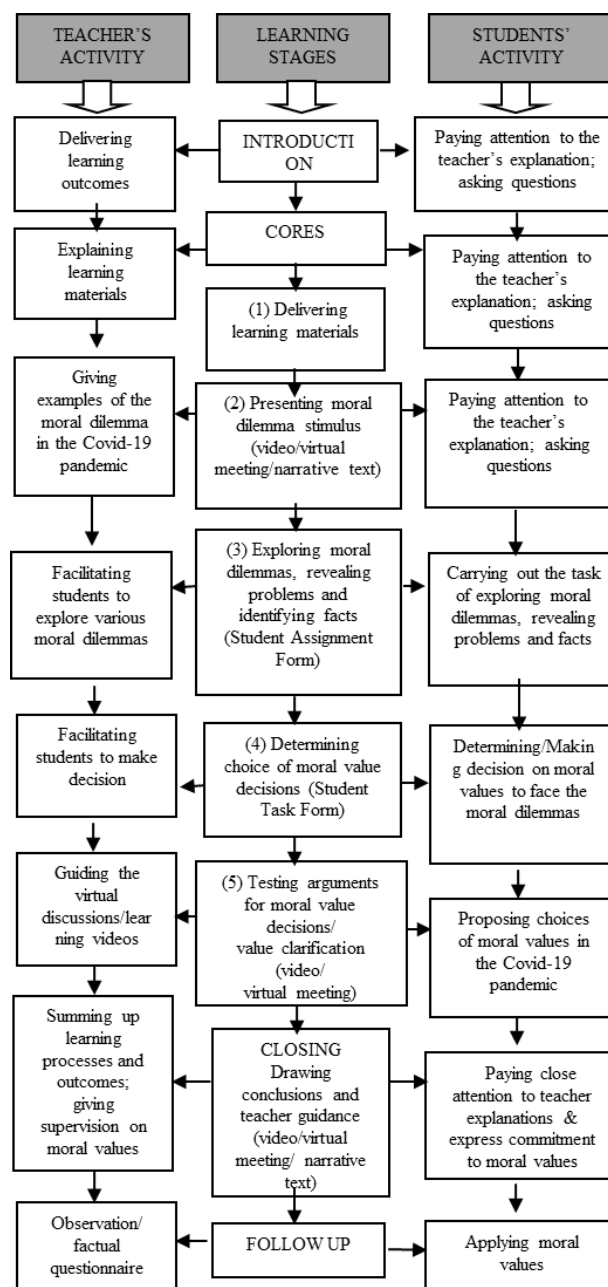 TEACHER'S
ACTIVITY
LEARNING
STAGES
STUDENTS'
ACTIVITY
Delivering
learning
outcomes
INTRODUCTI
ON
Paying attention to
the teacher's
explanation;
asking questions
CORES
Explaining
learning
materials
Paying attention to
the teacher's
explanation; asking
questions
(1) Delivering
learning materials
Giving
examples of the
moral dilemma
in the Covid-19
pandemic
(2) Presenting moral
dilemma stimulus
(video/virtual
meeting/narrative text)
Paying attention to
the teacher's
explanation; asking
questions
Facilitating
students to
explore various
moral dilemmas
(3) Exploring moral
dilemmas, revealing
problems and
identifying facts
(Student Assignment
Form)
Carrying out the task
of exploring moral
dilemmas, revealing
problems and facts
Facilitating
students to make
decision
(4) Determining
choice of moral value
decisions (Student
Task Form)
Determining/Makin
g decision on moral
values to face the
moral dilemmas
Guiding the
virtual
discussions/lear
ning videos
(5) Testing arguments
for moral value
decisions/
value clarification
(video/
virtual meeting)
Proposing choices
of moral values in
the Covid-19
pandemic
Summing up
learning
processes and
outcomes;
giving
supervision on
moral values
CLOSING
Drawing
conclusions and
teacher guidance
(video/virtual
meeting/ narrative
text)
Paying close
attention to teacher
explanations &
express commitment
to moral values
Observation/
factual
questionnaire
FOLLOW UP
Applying moral
values